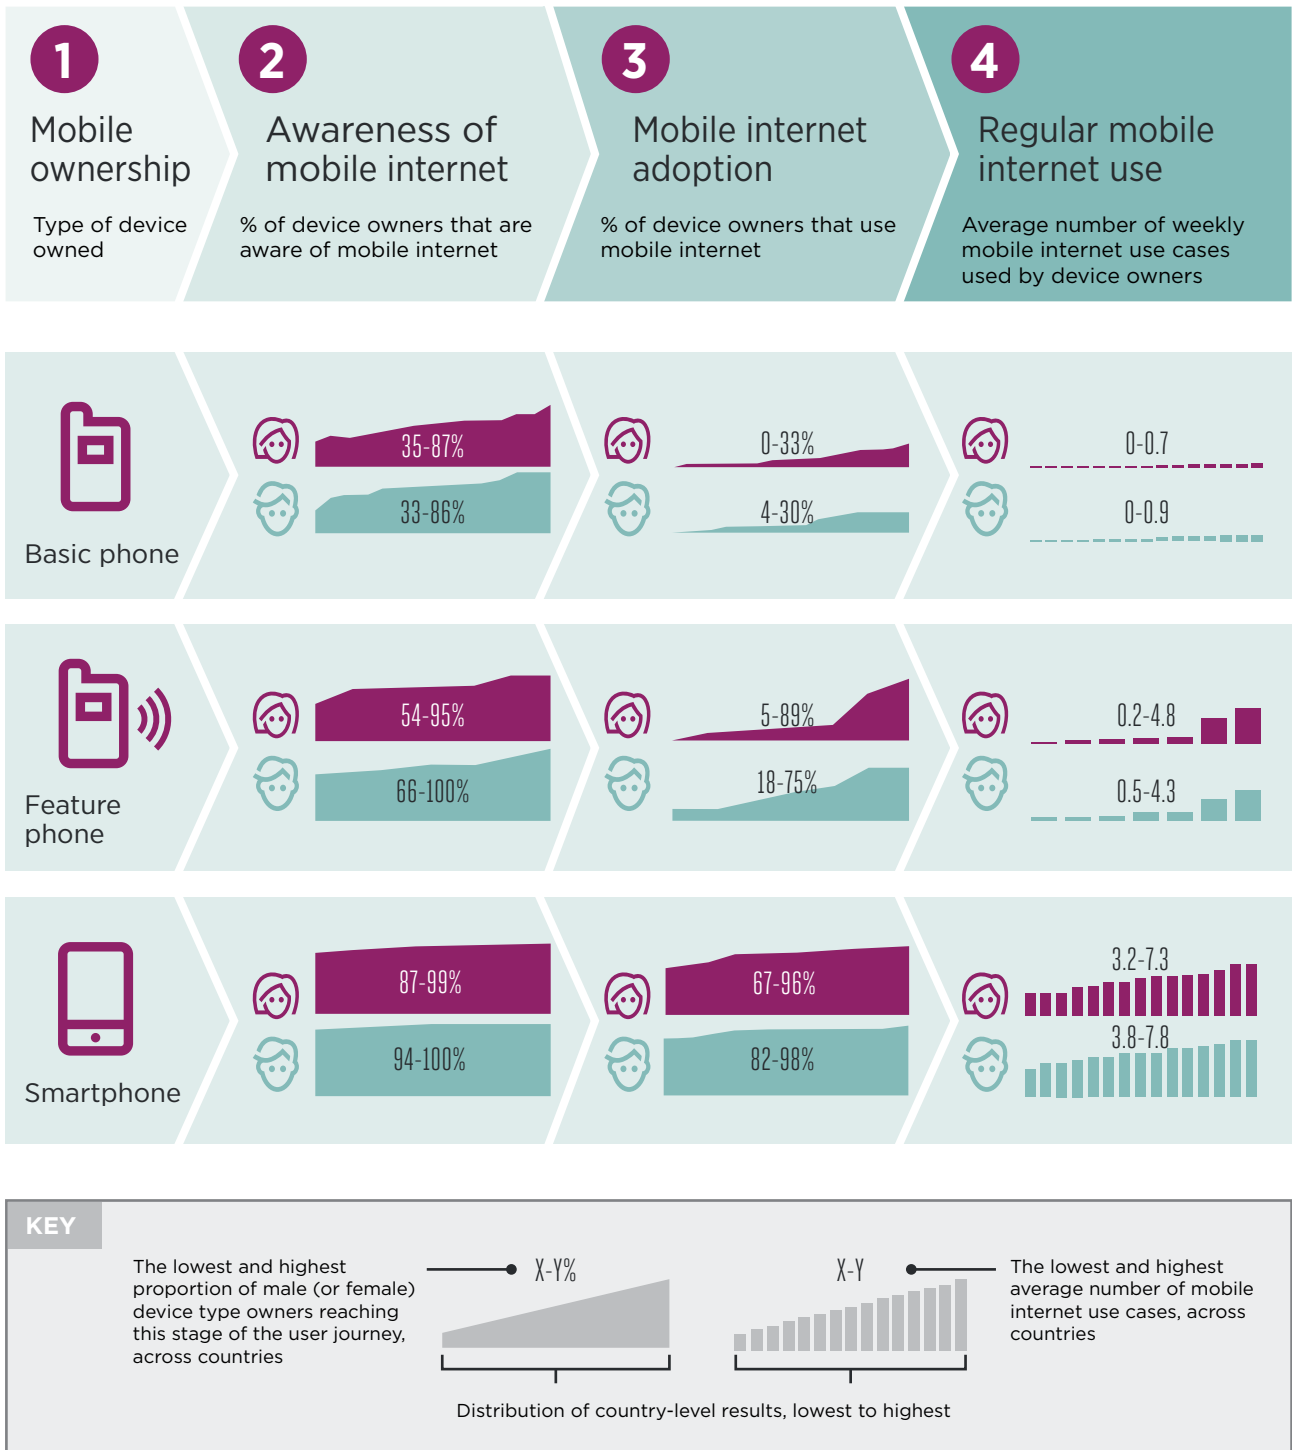 1
Mobile
ownership
Type of device
owned
2
Awareness of
mobile internet
% of device owners that are
aware of mobile internet
3
Mobile internet
adoption
% of device owners that use
mobile internet
4
Regular mobile
internet use
Average number of weekly
mobile internet use cases
used by device owners
Basic phone
35-87%
33-86%
0-33%
4-30%
0-0.7
0-0.9
Feature
phone
54-95%
66-100%
5-89%
18-75%
0.2-4.8
0.5-4.3
Smartphone
87-99%
94-100%
67-96%
82-98%
3.2-7.3
3.8-7.8
KEY
The lowest and highest
proportion of male (or female)
device type owners reaching
this stage of the user journey,
across countries
X-Y%
X-Y
The lowest and highest
average number of mobile
internet use cases, across
countries
Distribution of country-level results, lowest to highest